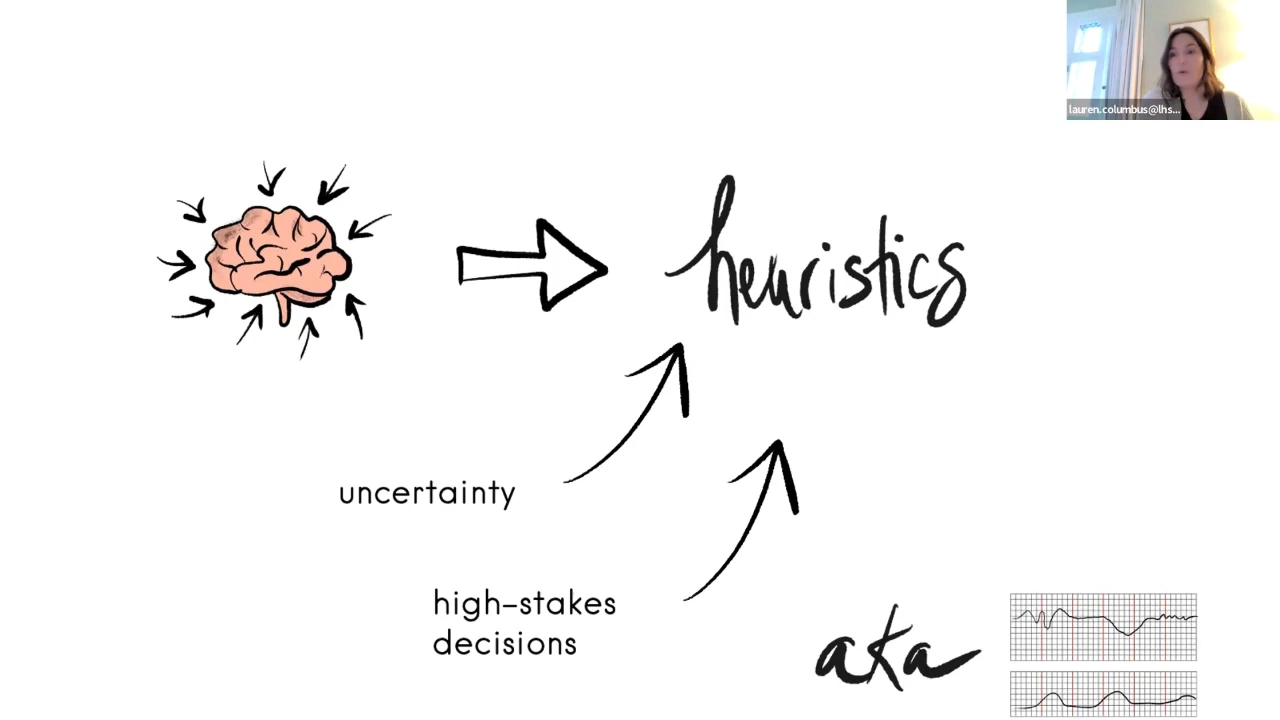 lauren.columbus@lhs...
heuristics
uncertainty
high-stakes
decisions
aka